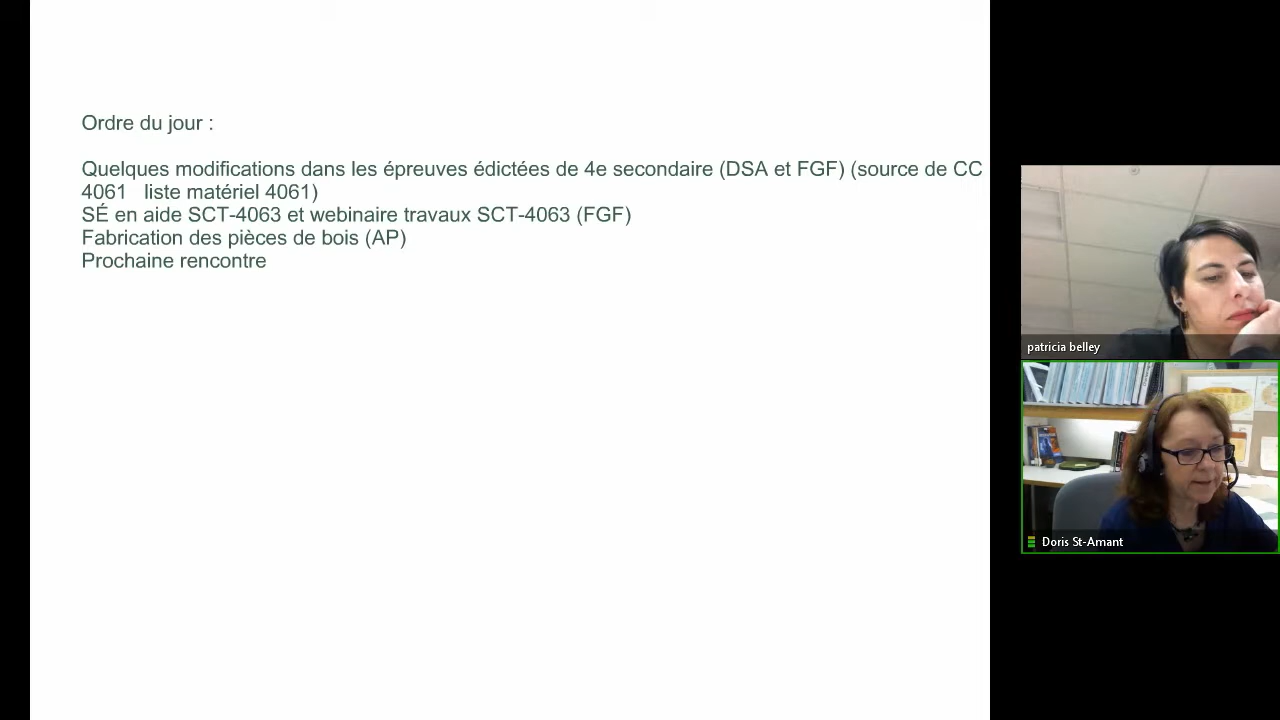 Ordre du jour :
Quelques modifications dans les épreuves édictées de 4e secondaire (DSA et FGF) (source de CC
4061   liste matériel 4061)
SÉ en aide SCT-4063 et webinaire travaux SCT-4063 (FGF)
Fabrication des pièces de bois (AP)
Prochaine rencontre
patricia belley
Doris St-Amant